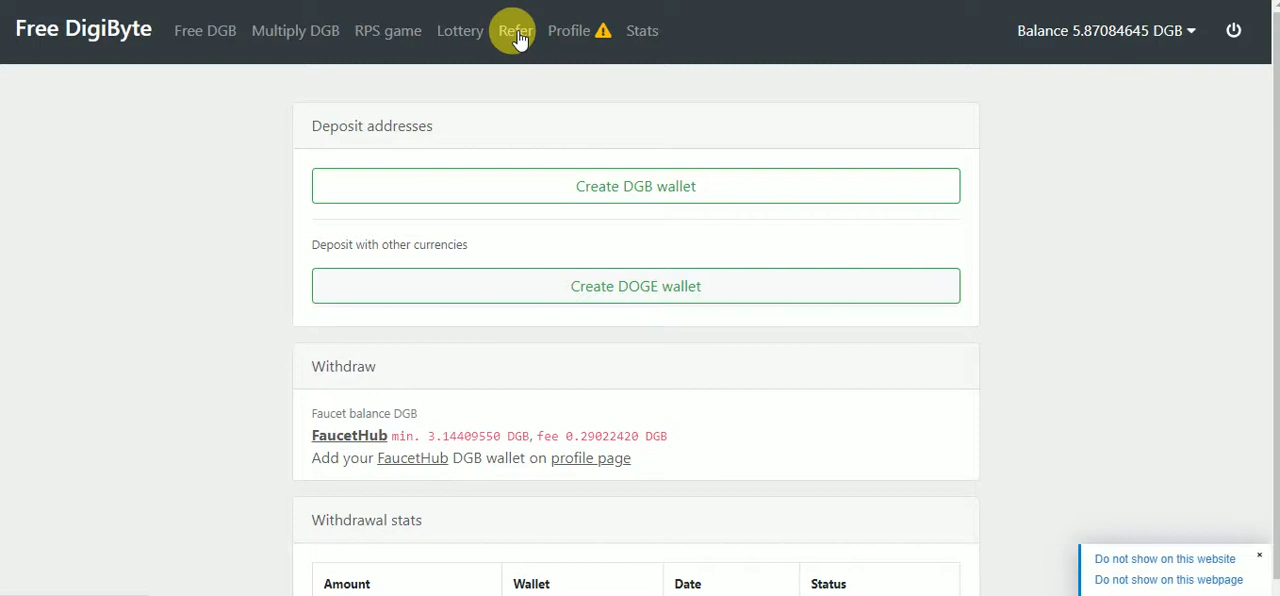 Free DigiByte Free DGB Multiply DGB RPS game Lottery Refer Profile Stats Balance 5.87084645 DGB
Deposit addresses
Create DGB wallet
Deposit with other currencies
Create DOGE wallet
Withdraw
Faucet balance DGB
FaucetHub min. 3.14409550 DGB, fee 0.29022420 DGB
Add your FaucetHub DGB wallet on profile page
Withdrawal stats
Do not show on this website ×
Do not show on this webpage
Amount Wallet Date Status